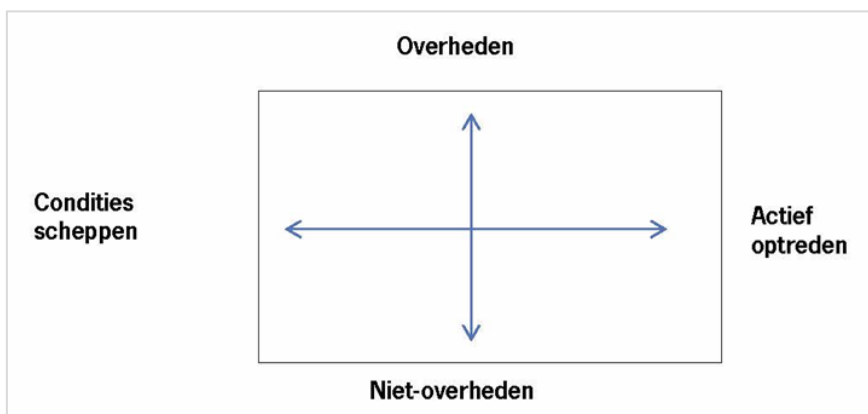 Overheden
Condities
scheppen
Actief
optreden
Niet-overheden